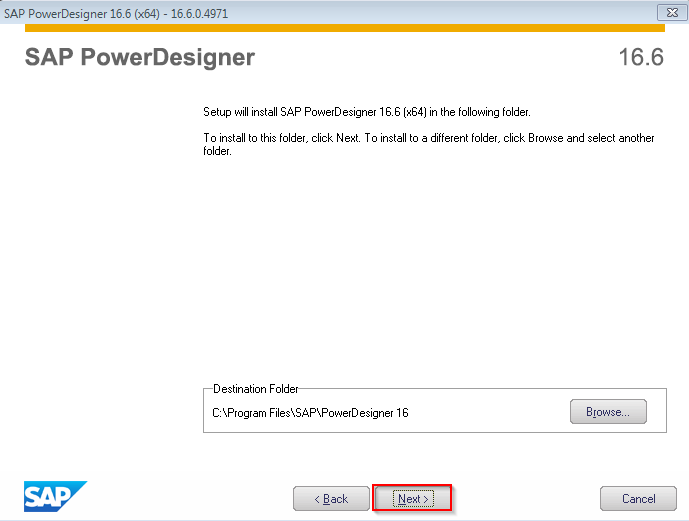 SAP PowerDesigner 16.6 (x64) - 16.6.0.4971
SAP PowerDesigner 16.6
Setup will install SAP PowerDesigner 16.6 (x64) in the following folder.
To install to this folder, click Next. To install to a different folder, click Browse and select another
folder.
Destination Folder
C:\Program Files\SAP\PowerDesigner 16
Browse...
SAP
< Back
Next >
Cancel